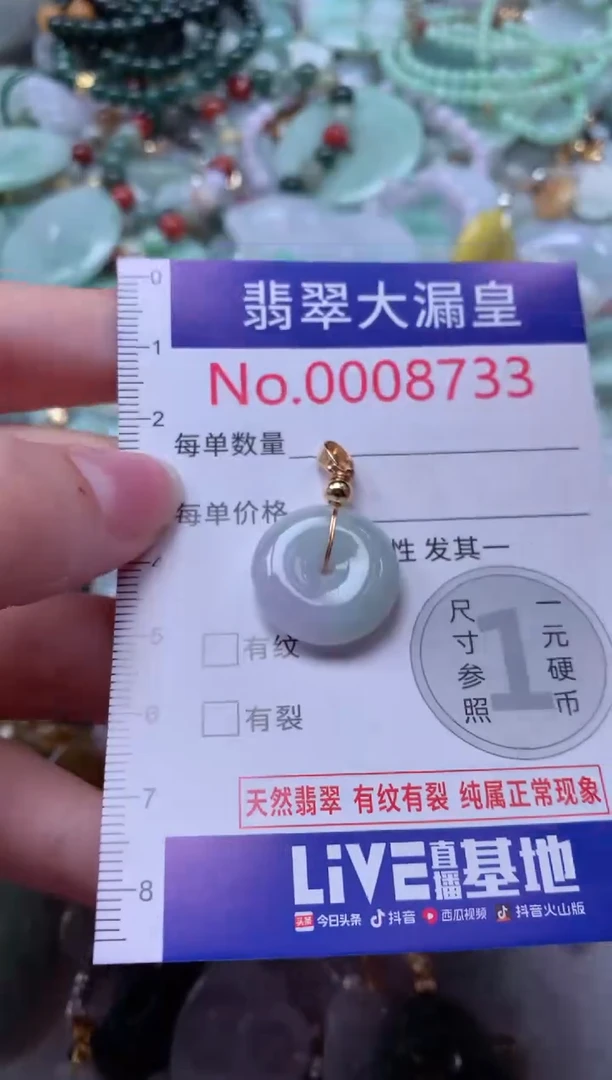 0
翡翠大漏皇
1
No.0008733
2
每单数量
每单价格
性 发其一
4
5
有纹
尺寸参照
1
一元硬币
6
有裂
7
天然翡翠 有纹有裂 纯属正常现象
8
LiVE直播基地
头条 今日头条 抖音 西瓜视频 抖音火山版